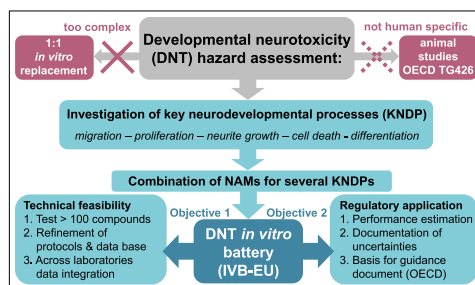 too complex
not human specific
1:1
in vitro
replacement
Developmental neurotoxicity
(DNT) hazard assessment:
animal
studies
OECD TG426
Investigation of key neurodevelopmental processes (KNDP)
migration – proliferation – neurite growth – cell death - differentiation
Combination of NAMs for several KNDPs
Technical feasibility
1. Test > 100 compounds
2. Refinement of
protocols & data base
3. Across laboratories
data integration
Objective 1
Objective 2
DNT in vitro
battery
(IVB-EU)
Regulatory application
1. Performance estimation
2. Documentation of
uncertainties
3. Basis for guidance
document (OECD)